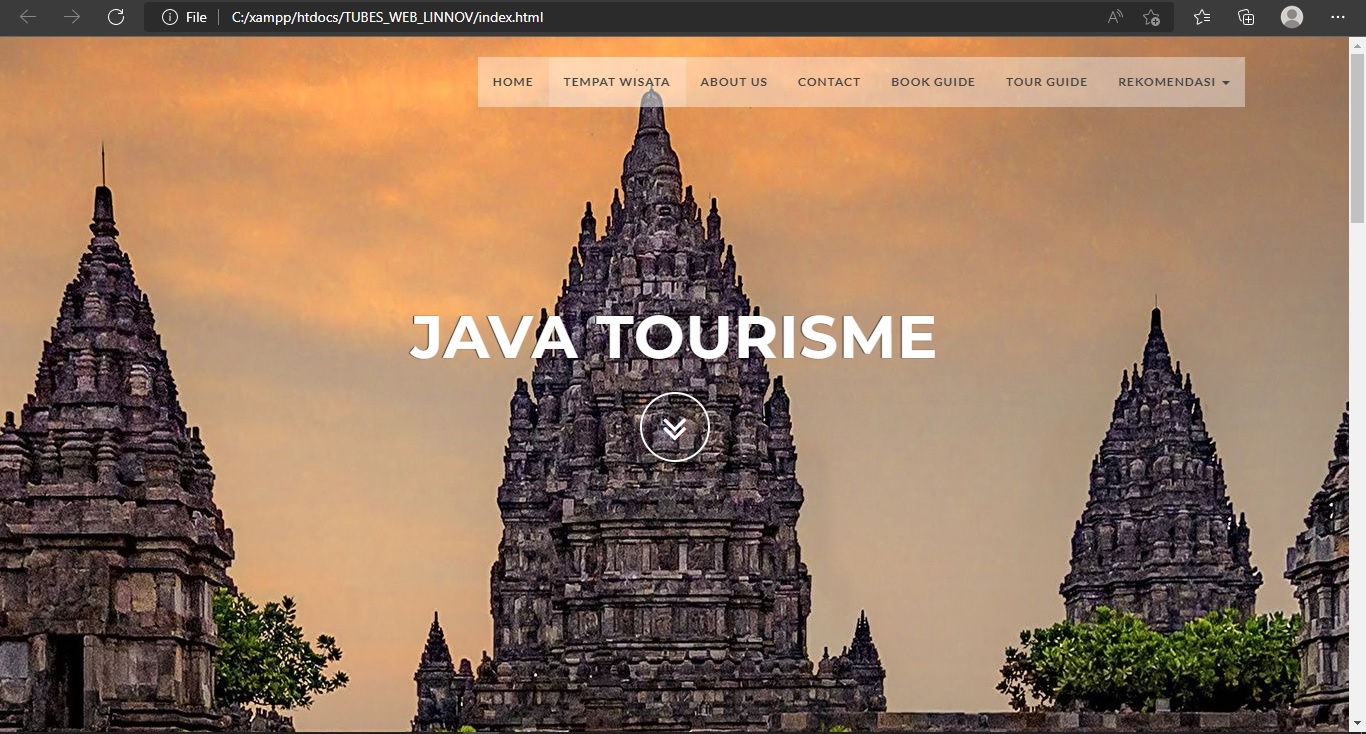 File C:/xampp/htdocs/TUBES_WEB_LINNOV/index.html
HOME TEMPAT WISATA ABOUT US CONTACT BOOK GUIDE TOUR GUIDE REKOMENDASI
JAVA TOURISME